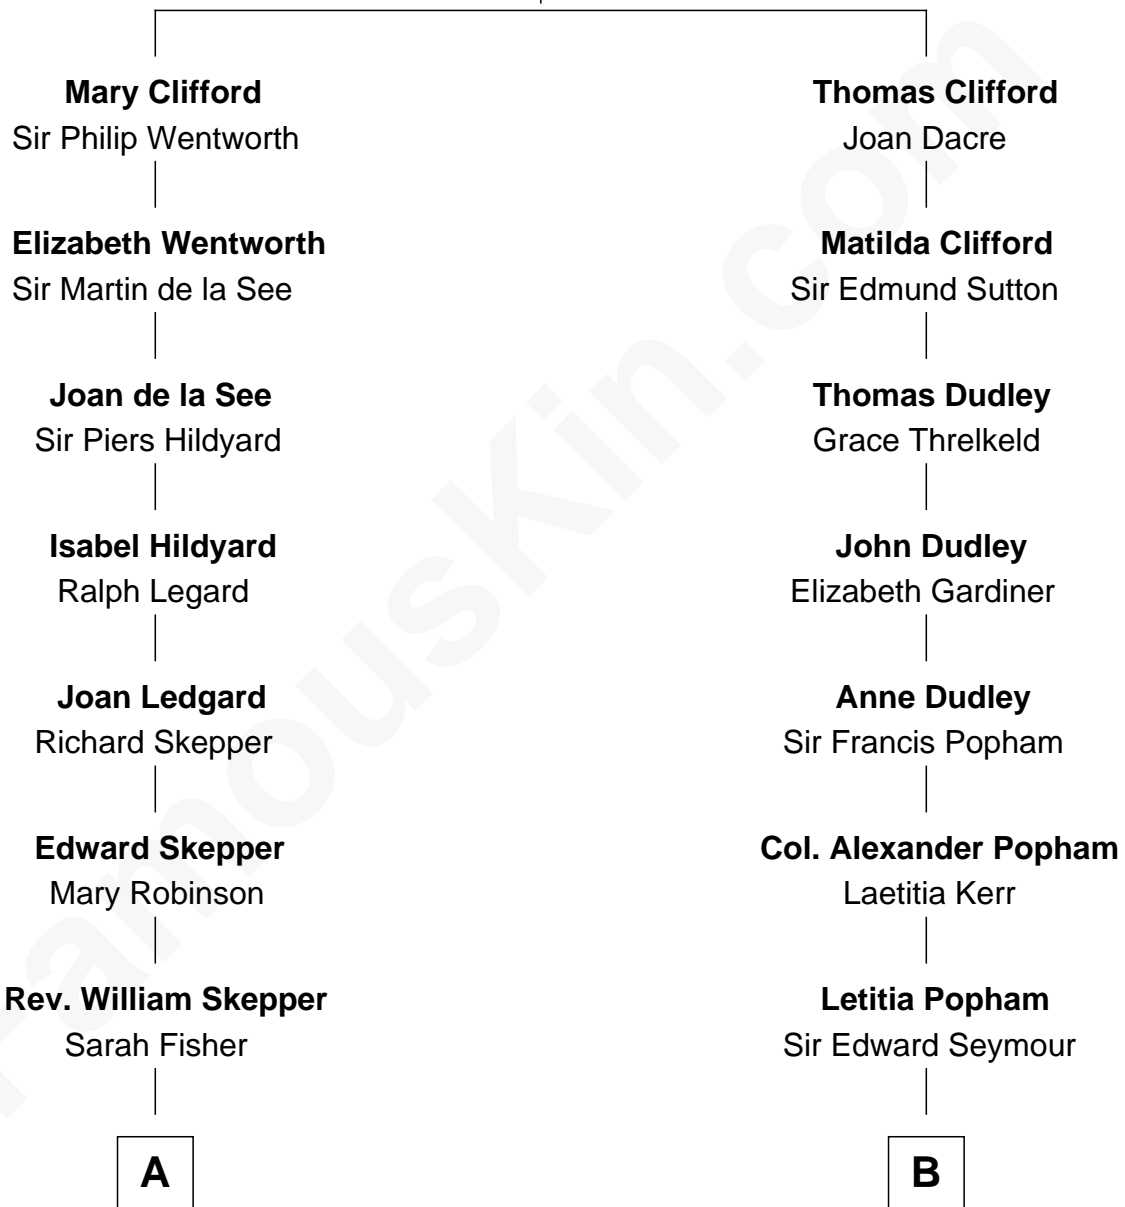 Mary Clifford
Sir Philip Wentworth
Elizabeth Wentworth
Sir Martin de la See
Joan de la See
Sir Piers Hildyard
Isabel Hildyard
Ralph Legard
Joan Ledgard
Richard Skepper
Edward Skepper
Mary Robinson
Rev. William Skepper
Sarah Fisher
A
Thomas Clifford
Joan Dacre
Matilda Clifford
Sir Edmund Sutton
Thomas Dudley
Grace Threlkeld
John Dudley
Elizabeth Gardiner
Anne Dudley
Sir Francis Popham
Col. Alexander Popham
Laetitia Kerr
Letitia Popham
Sir Edward Seymour
B
FamousKin.com